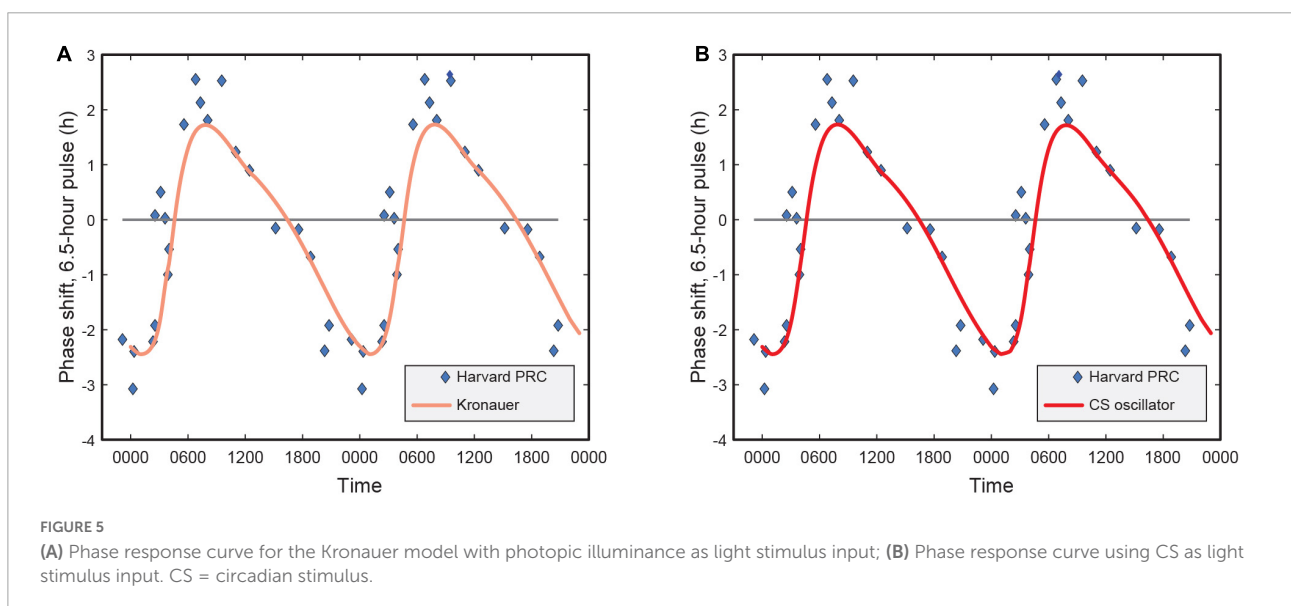 A
B
3
2
1
0
-1
-2
-3
-4
Phase shift, 6.5-hour pulse (h)
Harvard PRC
Kronauer
0000 0600 1200 1800 0000 0600 1200 1800 0000
Time
3
2
1
0
-1
-2
-3
-4
Phase shift, 6.5-hour pulse (h)
Harvard PRC
CS oscillator
0000 0600 1200 1800 0000 0600 1200 1800 0000
Time
FIGURE 5
(A) Phase response curve for the Kronauer model with photopic illuminance as light stimulus input; (B) Phase response curve using CS as light
stimulus input. CS = circadian stimulus.